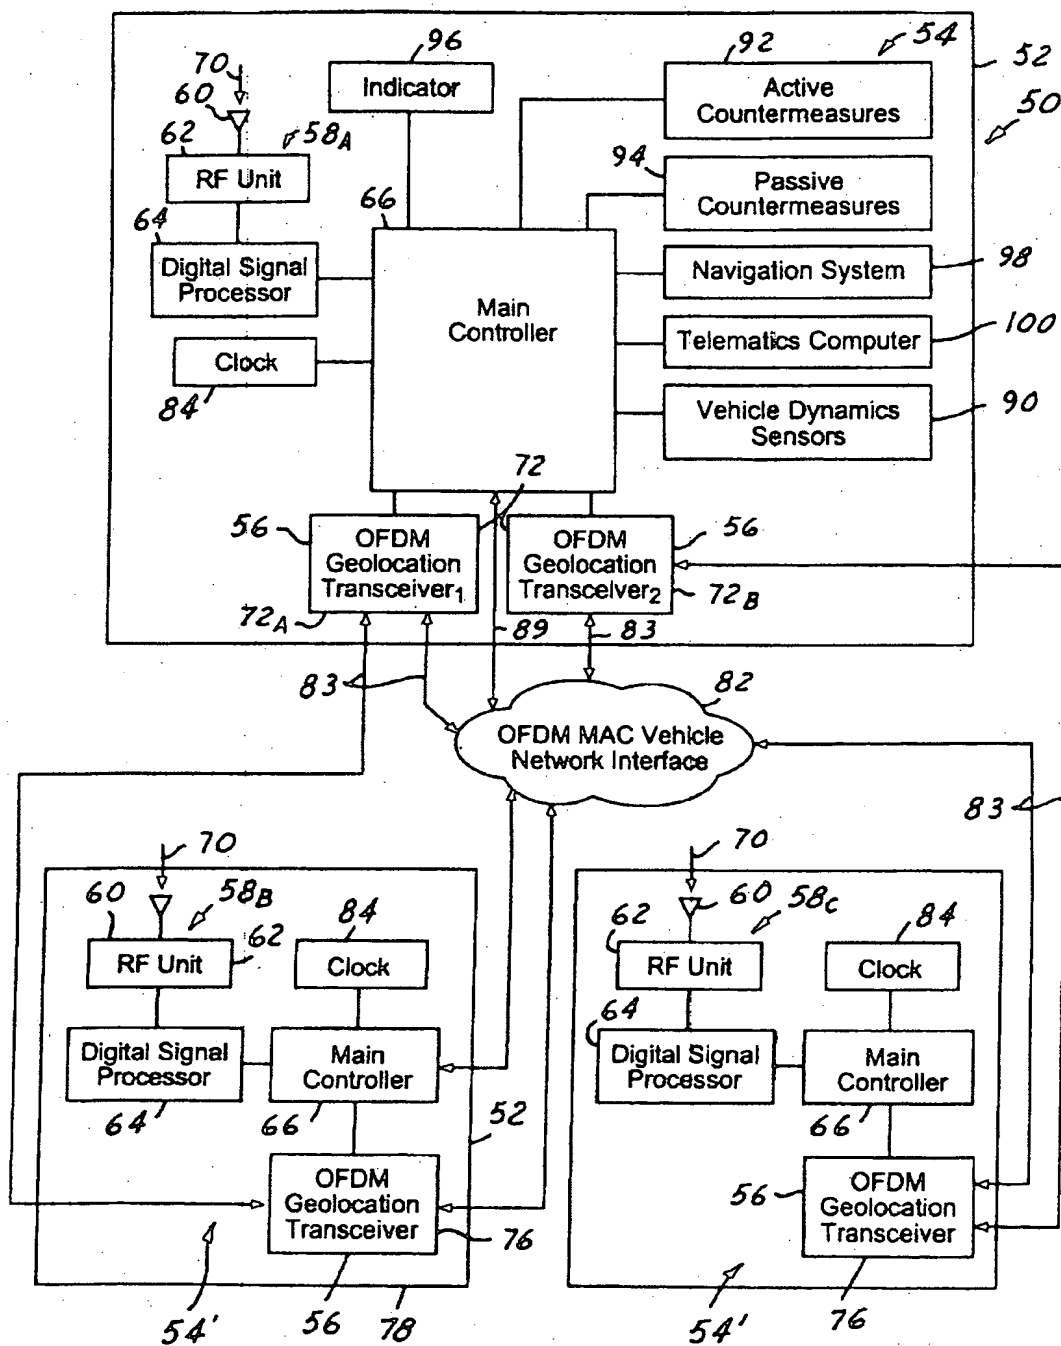 96
92
54
52
70
Indicator
Active
Countermeasures
50
60
62
58A
94
RF Unit
Passive
Countermeasures
66
64
Digital Signal
Processor
Navigation System
98
Main
Controller
Telematics Computer
100
Clock
84
Vehicle Dynamics
Sensors
90
72
56
OFDM
Geolocation
Transceiver1
OFDM
Geolocation
Transceiver2
56
72A
72B
89
83
83
82
OFDM MAC Vehicle
Network Interface
83
70
70
60
58B
84
62
60
58C
84
RF Unit
62
Clock
RF Unit
Clock
64
Digital Signal
Processor
Main
Controller
Digital Signal
Processor
Main
Controller
64
66
52
66
OFDM
Geolocation
Transceiver
56
OFDM
Geolocation
Transceiver
76
54'
56
78
54'
76